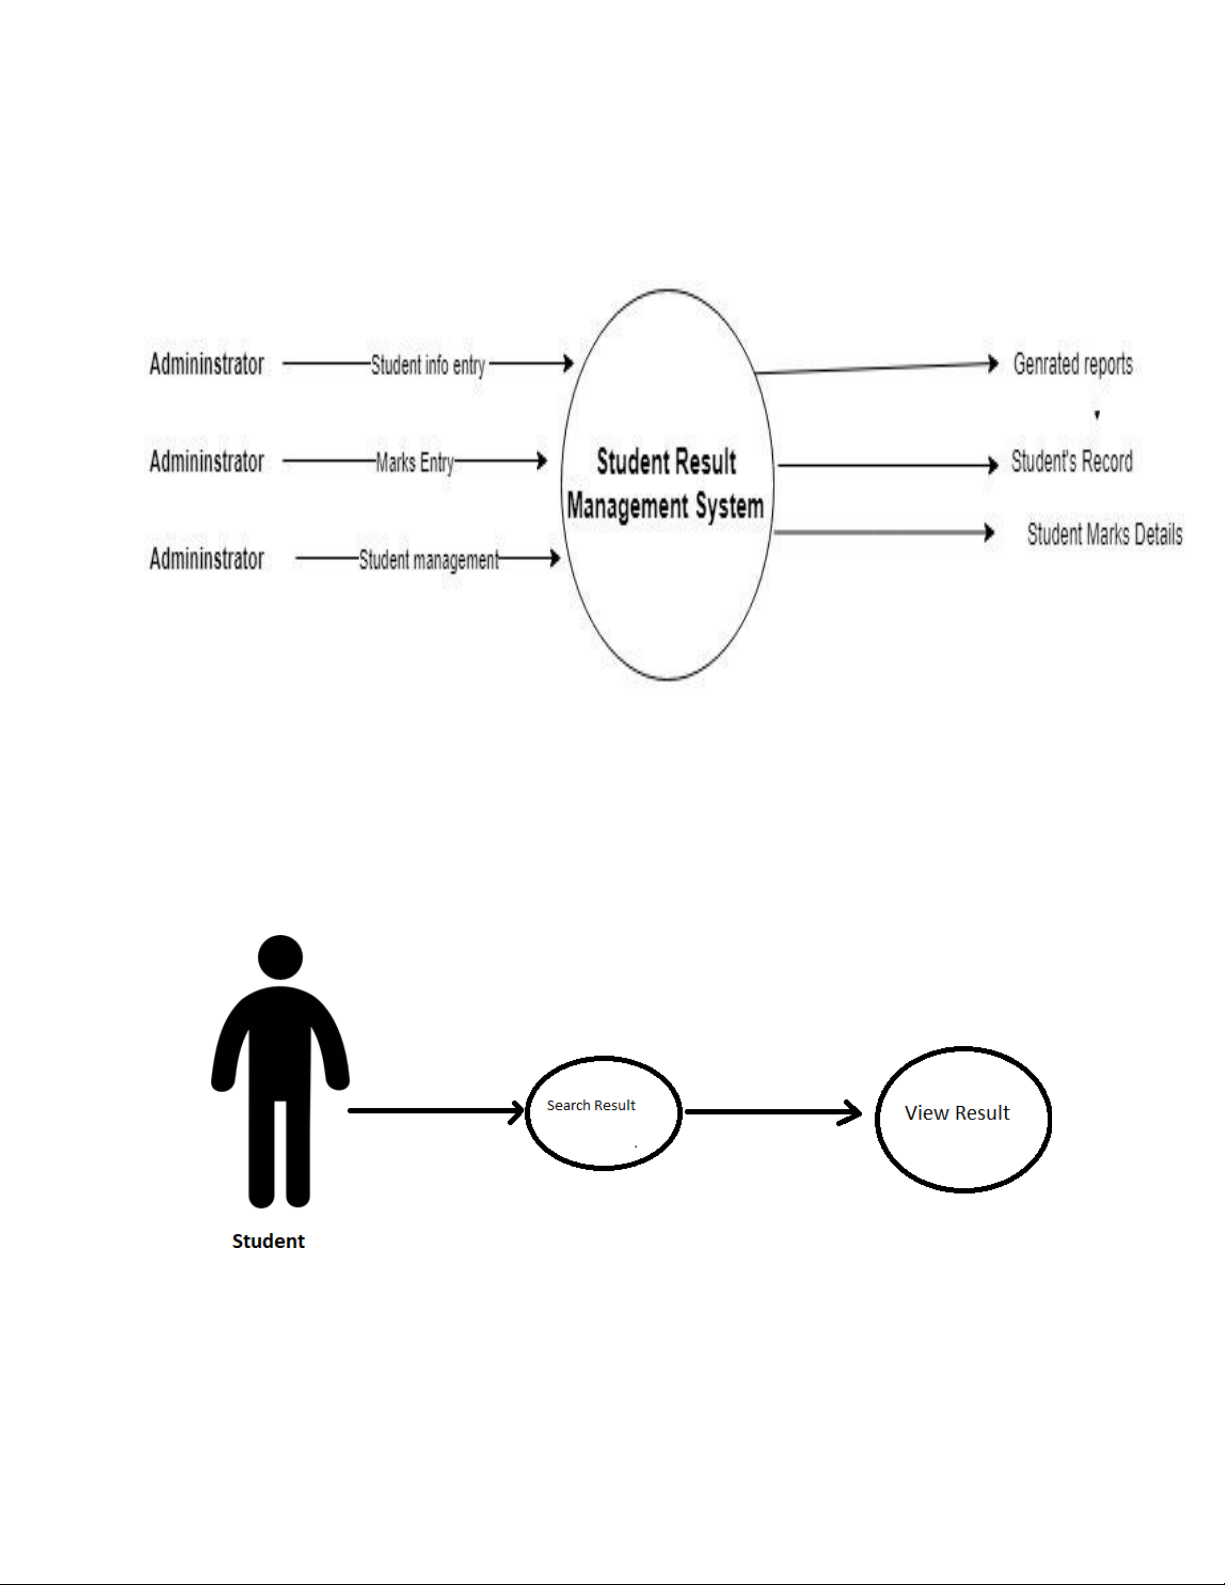 Admininstrator Student info entry Genrated reports
Admininstrator Marks Entry Student Result Student's Record
Management System
Admininstrator Student management Student Marks Details
Search Result View Result
Student